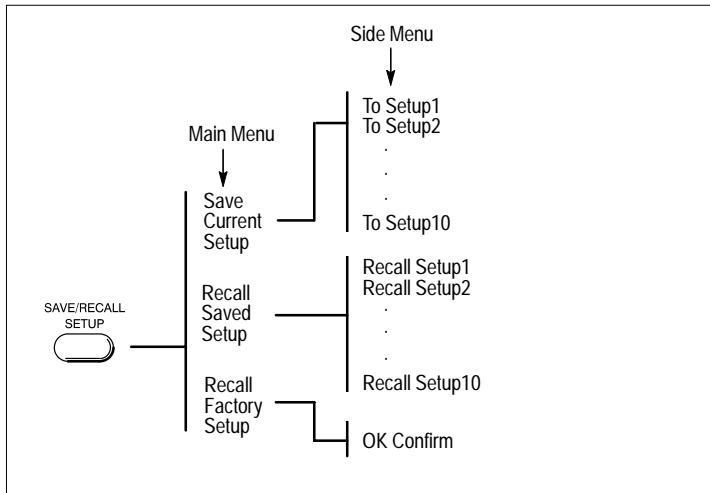 Side Menu
To Setup1
To Setup2
.
.
.
To Setup10
Main Menu
Save
Current
Setup
Recall
Saved
Setup
Recall Setup1
Recall Setup2
.
.
.
Recall Setup10
SAVE/RECALL
SETUP
Recall
Factory
Setup
OK Confirm